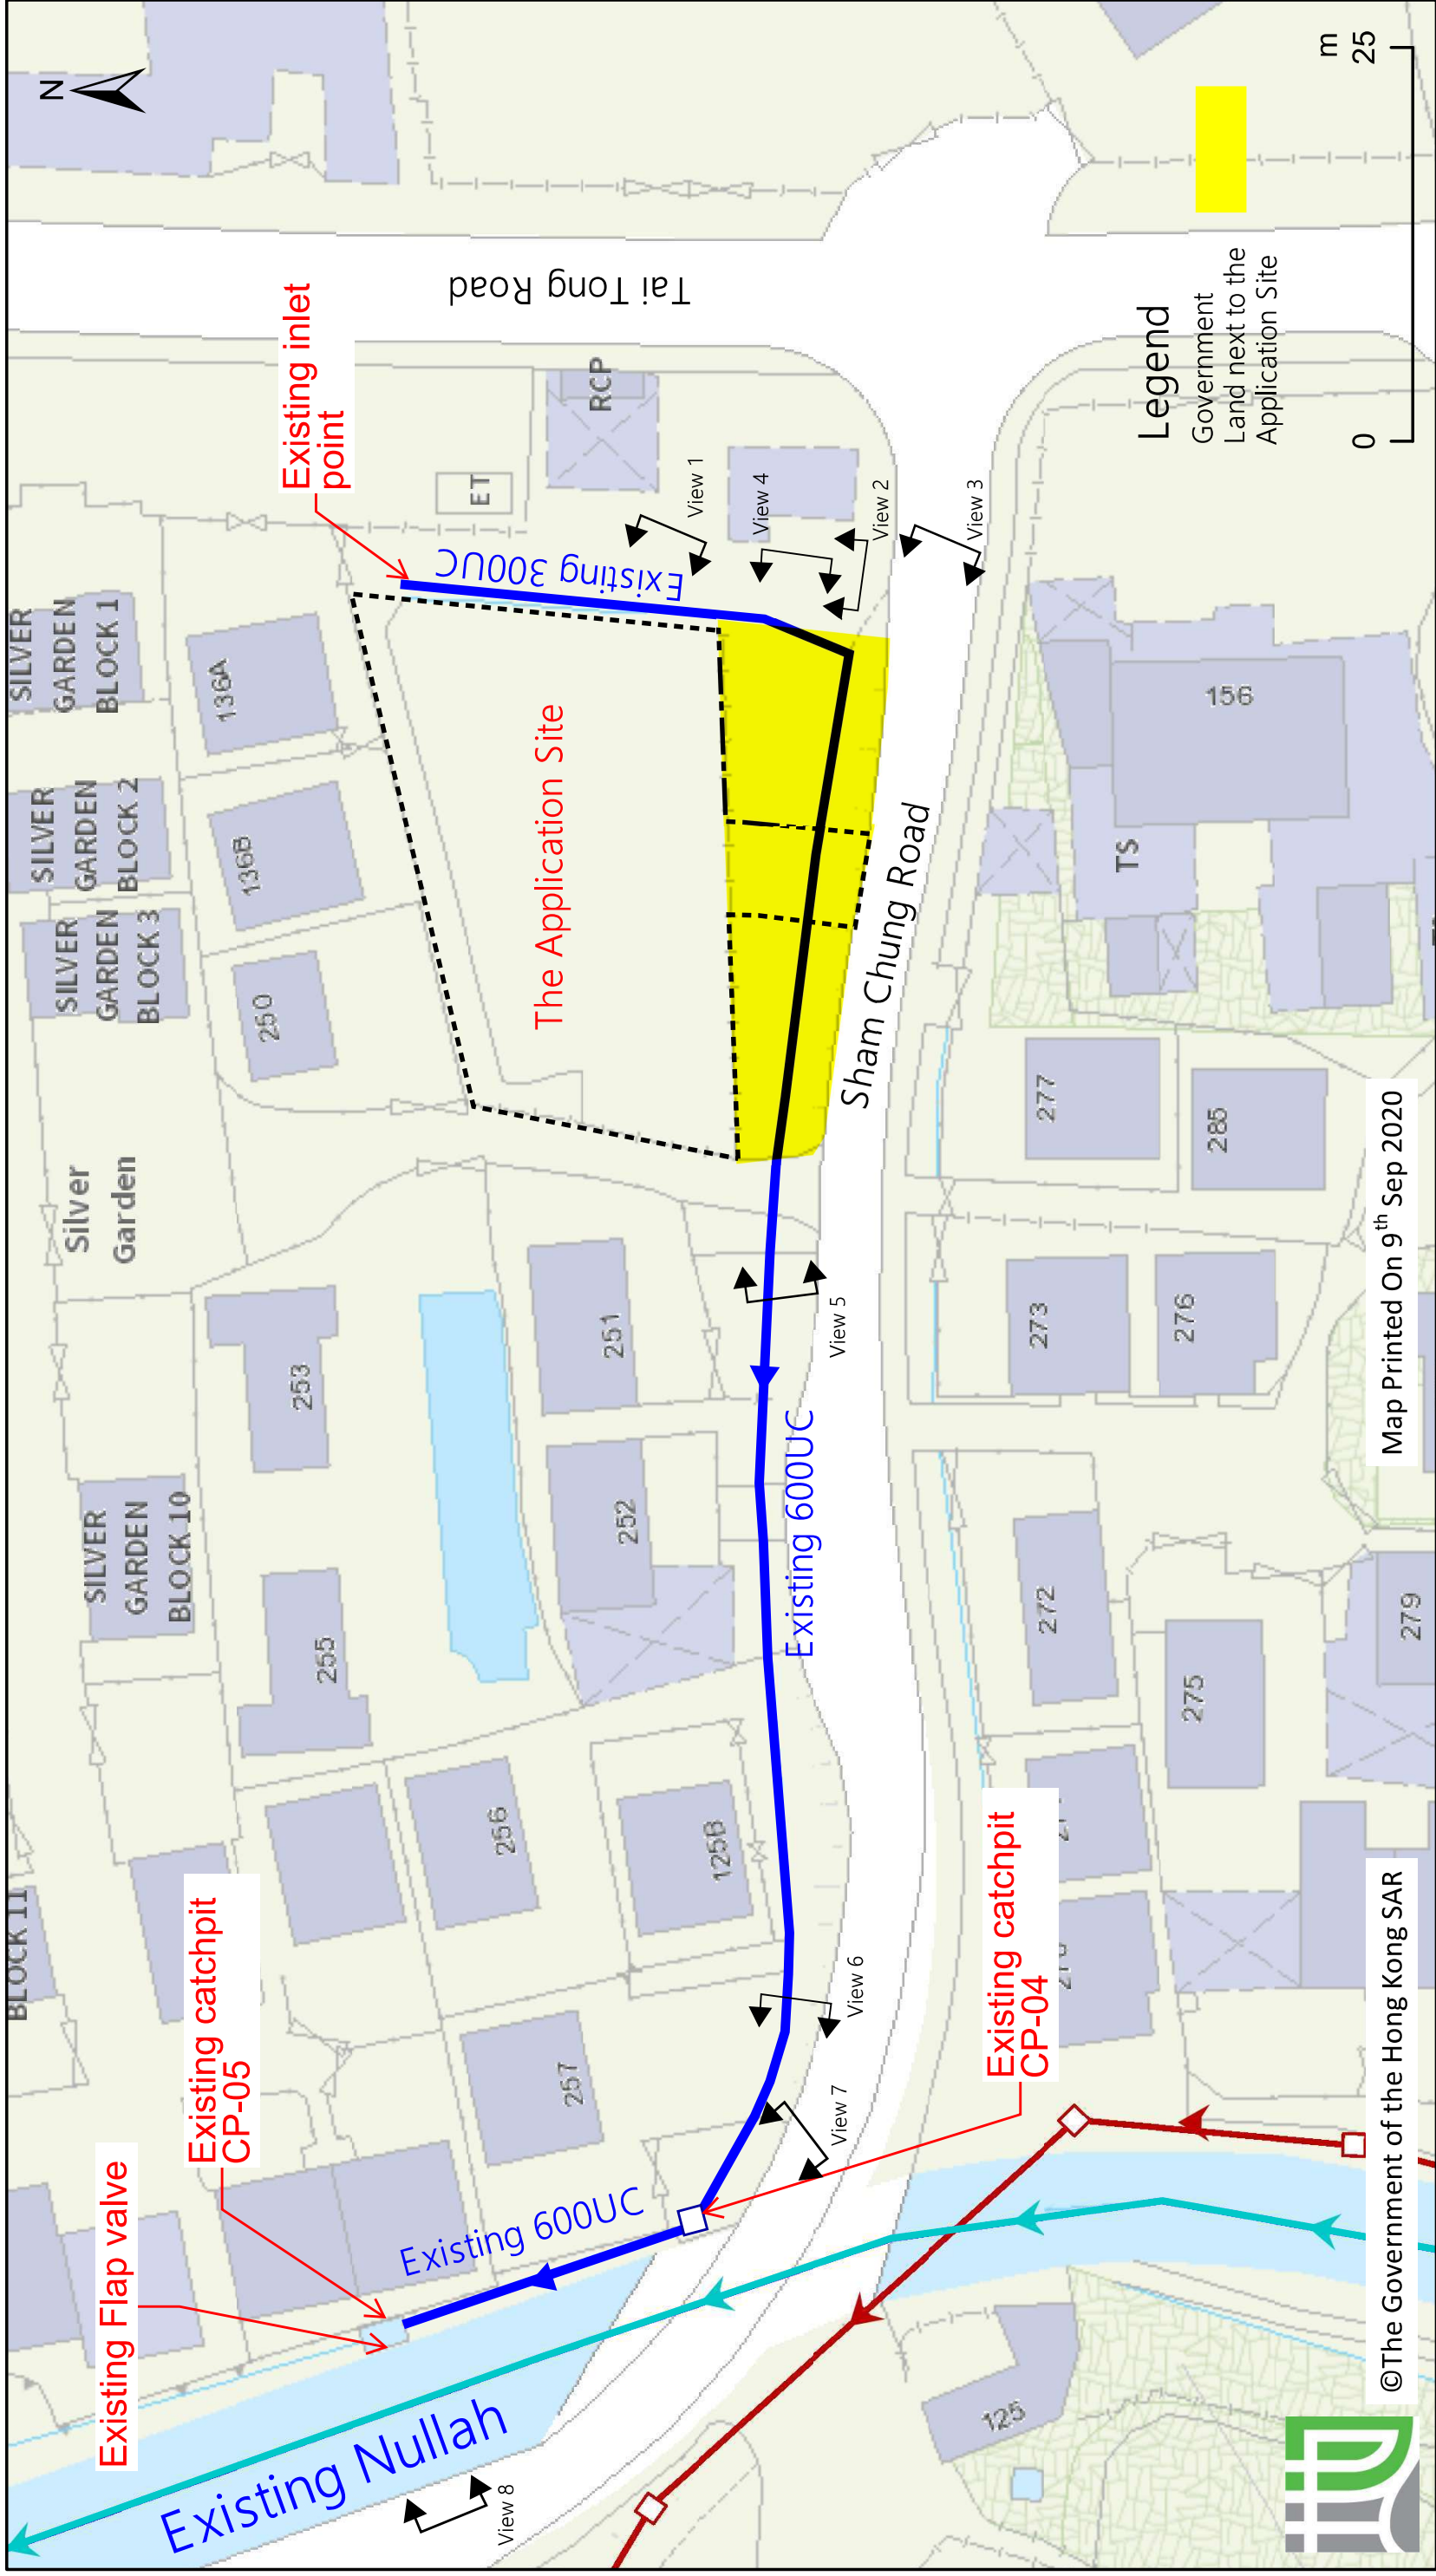 N
SILVER
GARDEN
BLOCK 1
SILVER
GARDEN
BLOCK 2
SILVER
GARDEN
BLOCK 3
Silver
Garden
SILVER
GARDEN
BLOCK 10
BLOCK 11
136A
136B
250
253
255
256
257
251
252
125B
Existing inlet
point
Existing 300UC
ET
RCP
Tai Tong Road
The Application Site
View 1
View 4
View 2
View 3
View 5
View 6
View 7
View 8
Sham Chung Road
Existing 600UC
Existing 600UC
Existing catchpit
CP-05
Existing Flap valve
Existing Nullah
Existing catchpit
CP-04
156
TS
277
285
273
276
272
275
279
125
Legend
Government
Land next to the
Application Site
0
25
m
Map Printed On 9th Sep 2020
©The Government of the Hong Kong SAR